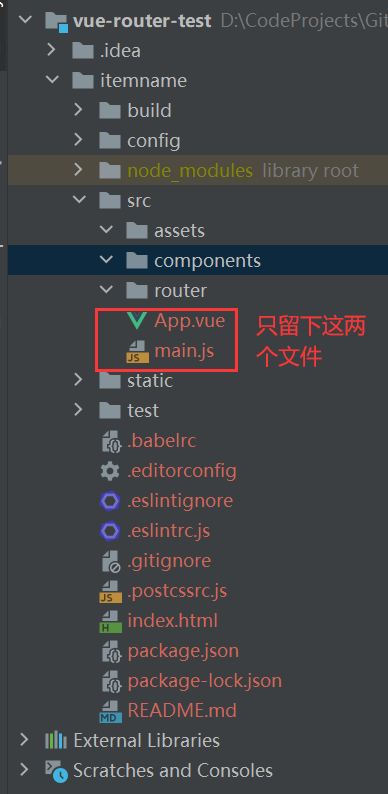 vue-router-test D:\CodeProjects\Git
.idea
itemname
build
config
node_modules library root
src
assets
components
router
App.vue
main.js
只留下这两
个文件
static
test
.babelrc
.editorconfig
.eslintignore
.eslintrc.js
.gitignore
.postcssrc.js
index.html
package.json
package-lock.json
README.md
External Libraries
Scratches and Consoles